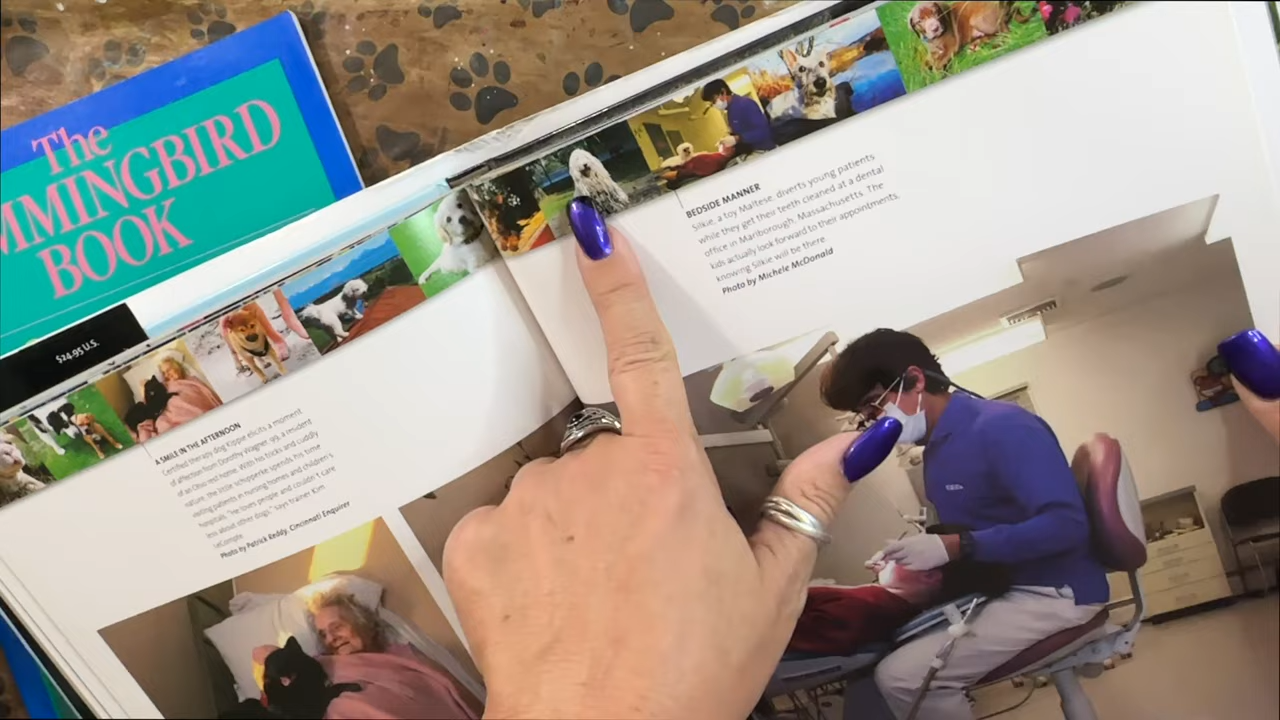 The
MMINGBIRD
BOOK
$24.95 U.S.
A SMILE IN THE AFTERNOON
Certified therapy dog Kippie elicits a moment
of affection from Dorothy Wagner, 99, a resident
of an Ohio rest home. With his tricks and cuddly
nature, the little schipperke spends his time
visiting patients in nursing homes and children's
hospitals. "He loves people and couldn't care
less about other dogs," says trainer Kim
LeCompte.
Photo by Patrick Reddy, Cincinnati Enquirer
BEDSIDE MANNER
Silkie, a toy Maltese, diverts young patients
while they get their teeth cleaned at a dental
office in Marlborough, Massachusetts. The
kids actually look forward to their appointments,
knowing Silkie will be there.
Photo by Michele McDonald